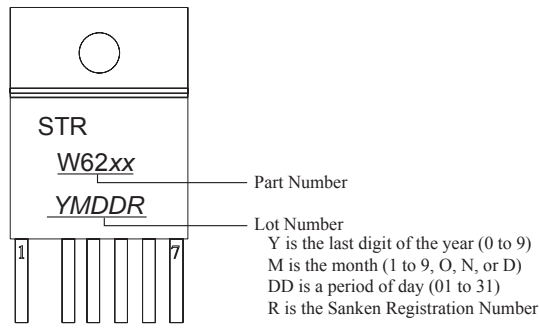 STR
W62xx
Part Number
YMDDR
Lot Number
Y is the last digit of the year (0 to 9)
M is the month (1 to 9, O, N, or D)
DD is a period of day (01 to 31)
R is the Sanken Registration Number
1 7